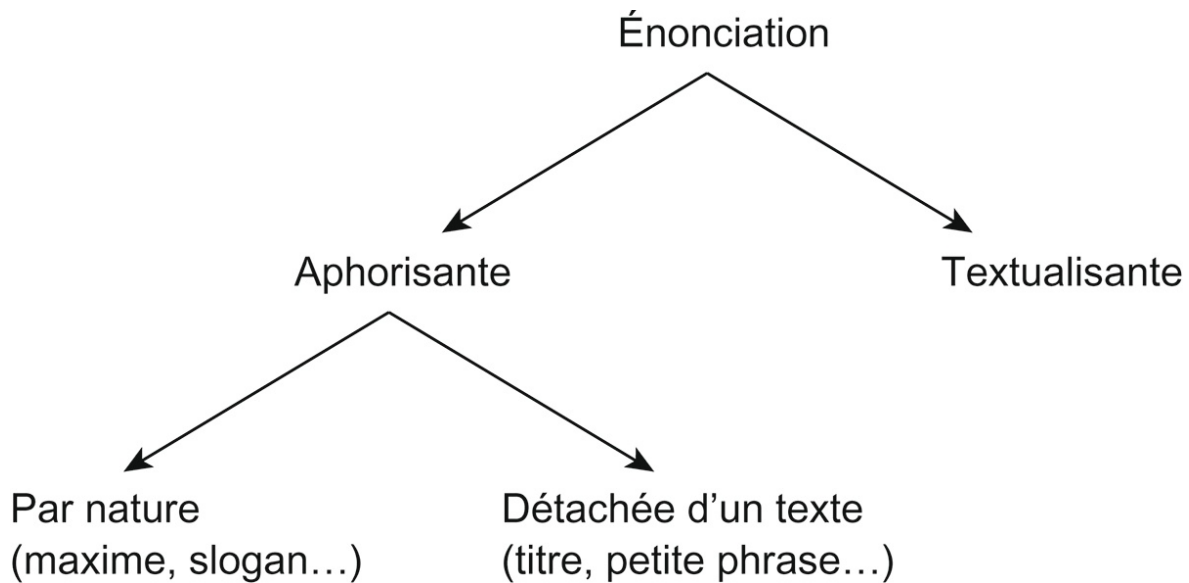 Énonciation
Aphorisante
Textualisante
Par nature
(maxime, slogan…)
Détachée d’un texte
(titre, petite phrase…)